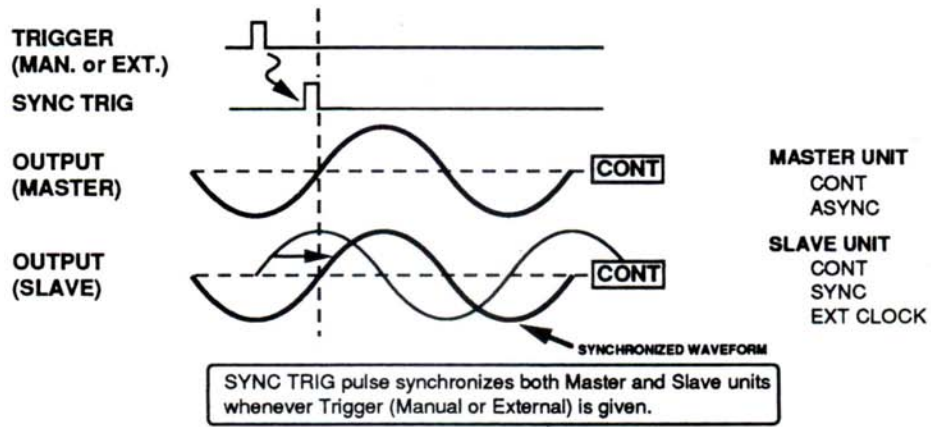 TRIGGER
(MAN. or EXT.)
SYNC TRIG
OUTPUT
(MASTER)
CONT
MASTER UNIT
CONT
ASYNC
OUTPUT
(SLAVE)
CONT
SLAVE UNIT
CONT
SYNC
EXT CLOCK
SYNCHRONIZED WAVEFORM
SYNC TRIG pulse synchronizes both Master and Slave units
whenever Trigger (Manual or External) is given.